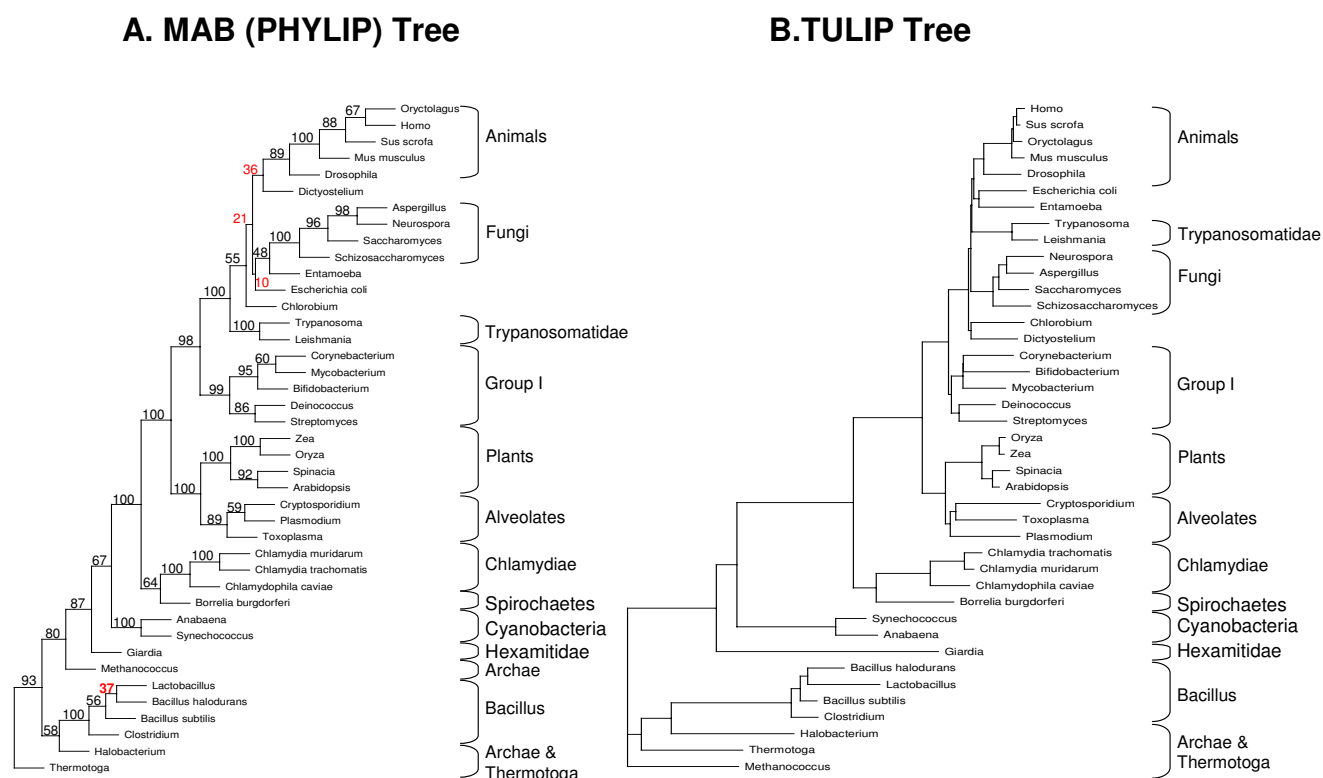 A. MAB (PHYLIP) Tree
67
Oryctolagus
88
Homo
100
Sus scrofa
89
Mus musculus
Animals
36
Drosophila
Dictyostelium
21
98
Aspergillus
96
Neurospora
100
Saccharomyces
Fungi
48
Schizosaccharomyces
55
Entamoeba
10
Escherichia coli
100
Chlorobium
100
Trypanosoma
Leishmania
Trypanosomatidae
98
60
Corynebacterium
95
Mycobacterium
99
Bifidobacterium
Group I
86
Deinococcus
Streptomyces
100
100
Zea
100
Oryza
92
Spinacia
Plants
100
Arabidopsis
59
Cryptosporidium
89
Plasmodium
Alveolates
Toxoplasma
100
100
Chlamydia muridarum
100
Chlamydia trachomatis
Chlamydiae
64
Chlamydophila caviae
67
Borrelia burgdorferi
Spirochaetes
100
Anabaena
Synechococcus
Cyanobacteria
87
Giardia
Hexamitidae
80
Methanococcus
Archae
93
37
Lactobacillus
56
Bacillus halodurans
100
Bacillus subtilis
Bacillus
58
Clostridium
Halobacterium
Thermotoga
Archae &
Thermotoga
B.TULIP Tree
Homo
Sus scrofa
Oryctolagus
Animals
Mus musculus
Drosophila
Escherichia coli
Entamoeba
Trypanosoma
Leishmania
Trypanosomatidae
Neurospora
Aspergillus
Fungi
Saccharomyces
Schizosaccharomyces
Chlorobium
Dictyostelium
Corynebacterium
Bifidobacterium
Mycobacterium
Group I
Deinococcus
Streptomyces
Oryza
Zea
Plants
Spinacia
Arabidopsis
Cryptosporidium
Toxoplasma
Alveolates
Plasmodium
Chlamydia trachomatis
Chlamydia muridarum
Chlamydiae
Chlamydophila caviae
Borrelia burgdorferi
Spirochaetes
Synechococcus
Cyanobacteria
Anabaena
Giardia
Hexamitidae
Bacillus halodurans
Lactobacillus
Bacillus
Bacillus subtilis
Clostridium
Halobacterium
Thermotoga
Methanococcus
Archae &
Thermotoga